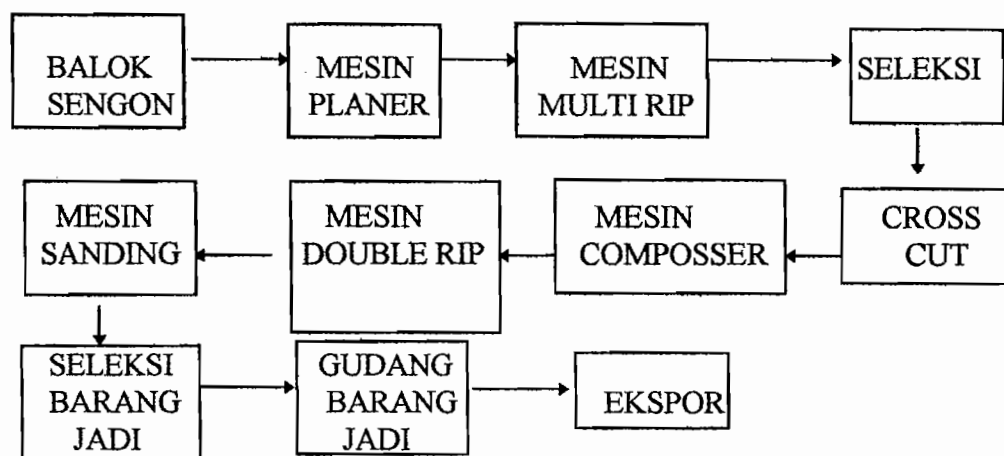 BALOK
SENGON
MESIN
PLANER
MESIN
MULTI RIP
SELEKSI
CROSS
CUT
MESIN
COMPOSSER
MESIN
DOUBLE RIP
MESIN
SANDING
SELEKSI
BARANG
JADI
GUDANG
BARANG
JADI
EKSPOR